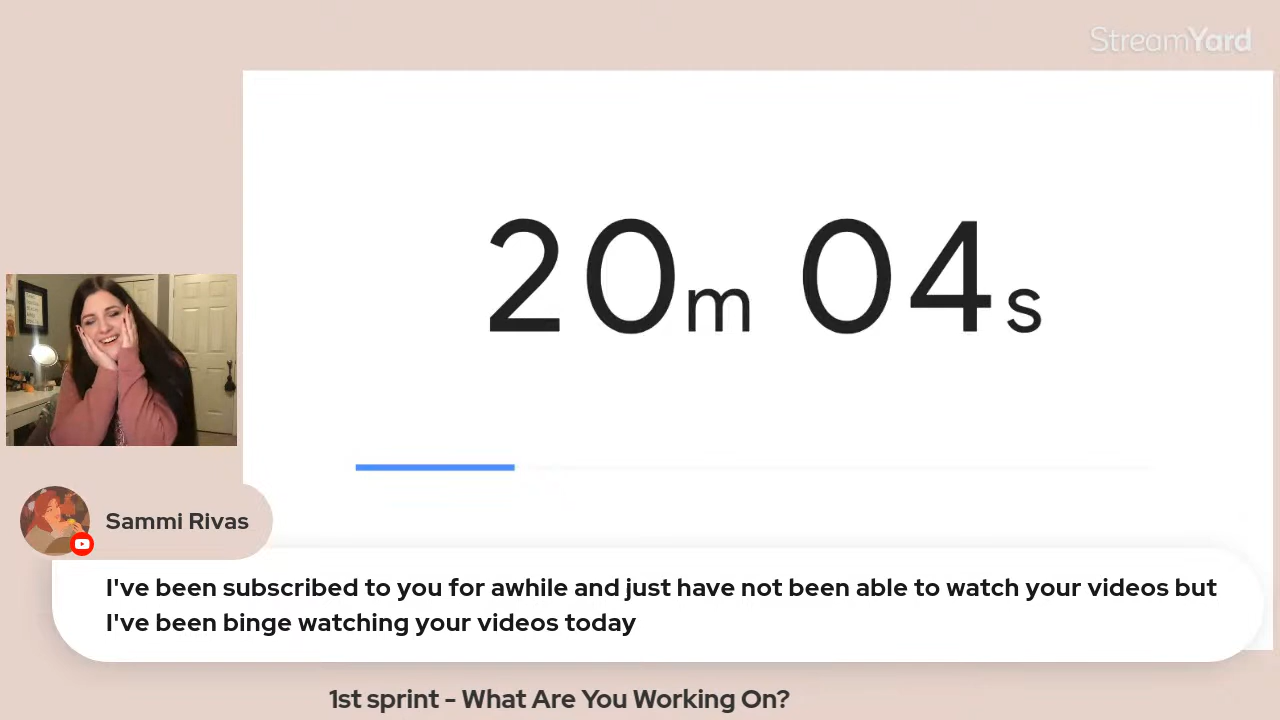 StreamYard
20m 04s
Sammi Rivas
I've been subscribed to you for awhile and just have not been able to watch your videos but
I've been binge watching your videos today
1st sprint - What Are You Working On?